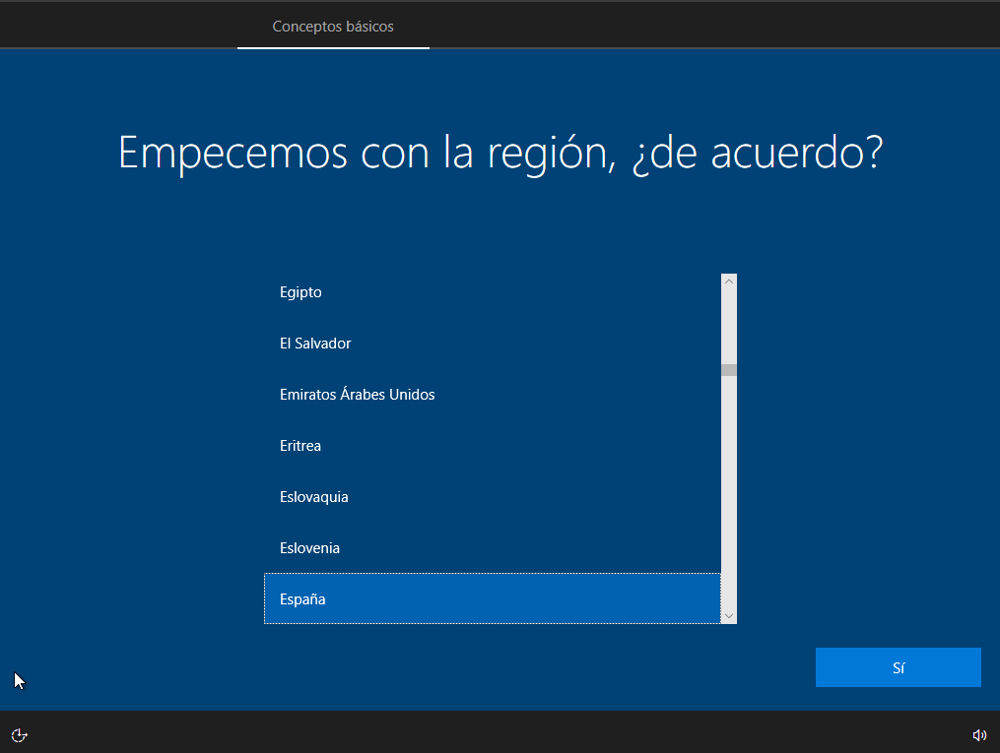 Conceptos básicos
Empecemos con la región, ¿de acuerdo?
Egipto
El Salvador
Emiratos Árabes Unidos
Eritrea
Eslovaquia
Eslovenia
España
Sí